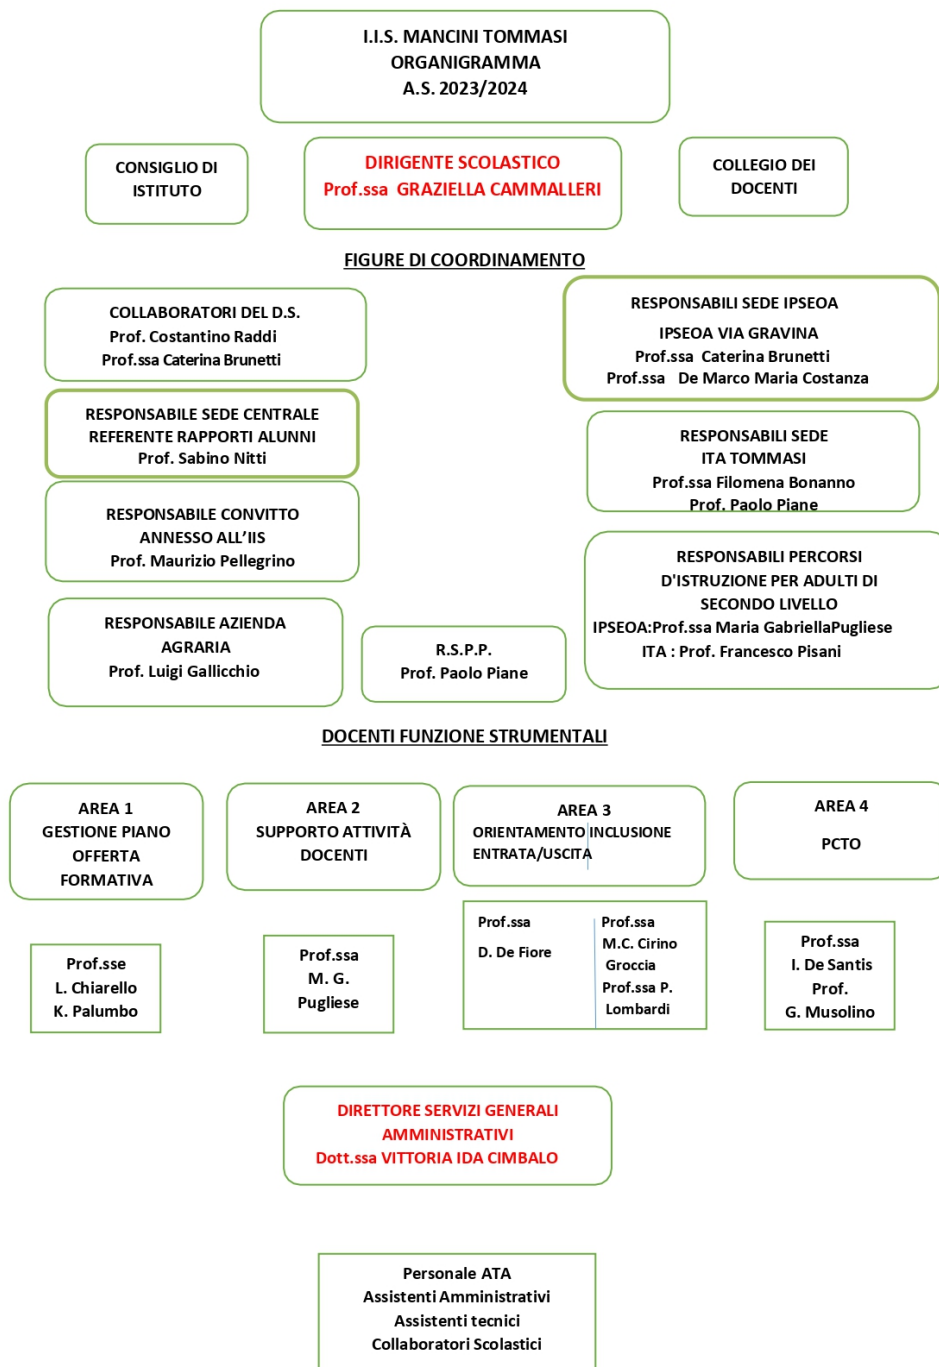 I.I.S. MANCINI TOMMASI
ORGANIGRAMMA
A.S. 2023/2024
CONSIGLIO DI
ISTITUTO
DIRIGENTE SCOLASTICO
Prof.ssa GRAZIELLA CAMMALLERI
COLLEGIO DEI
DOCENTI
FIGURE DI COORDINAMENTO
COLLABORATORI DEL D.S.
Prof. Costantino Raddi
Prof.ssa Caterina Brunetti
RESPONSABILI SEDE IPSEOA
IPSEOA VIA GRAVINA
Prof.ssa Caterina Brunetti
Prof.ssa De Marco Maria Costanza
RESPONSABILE SEDE CENTRALE
REFERENTE RAPPORTI ALUNNI
Prof. Sabino Nitti
RESPONSABILI SEDE
ITA TOMMASI
Prof.ssa Filomena Bonanno
Prof. Paolo Piane
RESPONSABILE CONVITTO
ANNESSO ALL’IIS
Prof. Maurizio Pellegrino
RESPONSABILI PERCORSI
D'ISTRUZIONE PER ADULTI DI
SECONDO LIVELLO
IPSEOA:Prof.ssa Maria GabriellaPugliese
ITA : Prof. Francesco Pisani
RESPONSABILE AZIENDA
AGRARIA
Prof. Luigi Gallicchio
R.S.P.P.
Prof. Paolo Piane
DOCENTI FUNZIONE STRUMENTALI
AREA 1
GESTIONE PIANO
OFFERTA
FORMATIVA
AREA 2
SUPPORTO ATTIVITÀ
DOCENTI
AREA 3
ORIENTAMENTO INCLUSIONE
ENTRATA/USCITA
AREA 4
PCTO
Prof.sse
L. Chiarello
K. Palumbo
Prof.ssa
M. G.
Pugliese
Prof.ssa
D. De Fiore
Prof.ssa
M.C. Cirino
Groccia
Prof.ssa P.
Lombardi
Prof.ssa
I. De Santis
Prof.
G. Musolino
DIRETTORE SERVIZI GENERALI
AMMINISTRATIVI
Dott.ssa VITTORIA IDA CIMBALO
Personale ATA
Assistenti Amministrativi
Assistenti tecnici
Collaboratori Scolastici